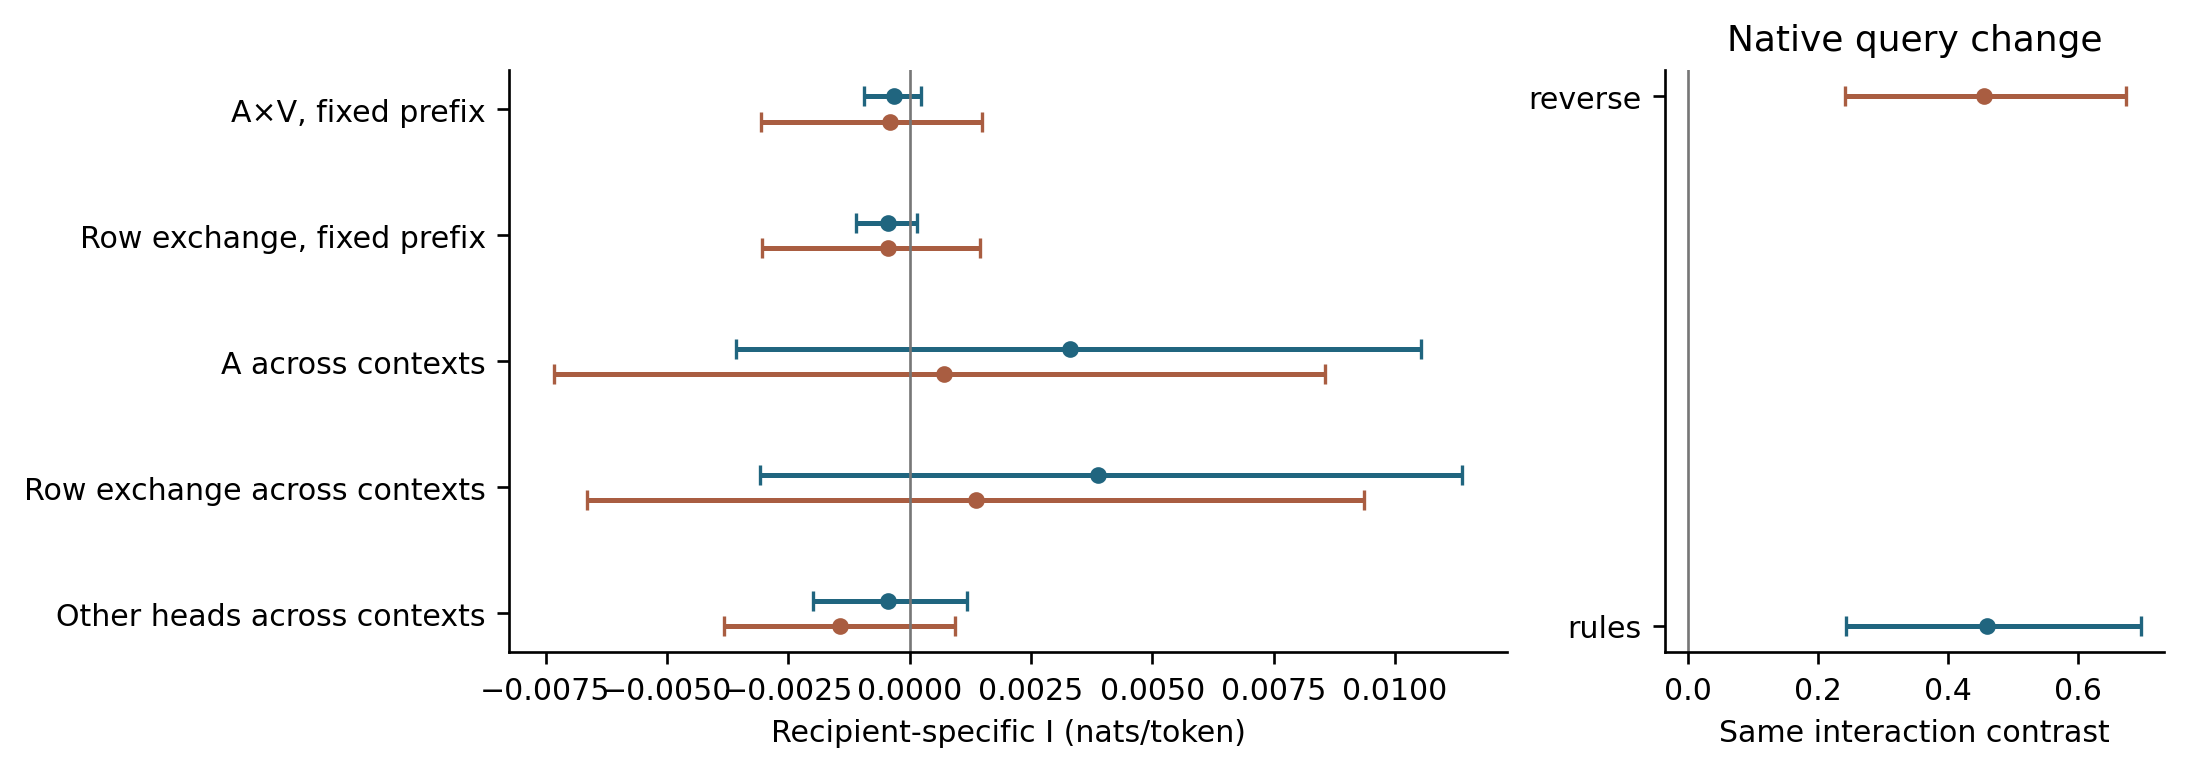 Native query change
A×V, fixed prefix
Row exchange, fixed prefix
A across contexts
Row exchange across contexts
Other heads across contexts
−0.0075 −0.0050 −0.0025 0.0000 0.0025 0.0050 0.0075 0.0100
Recipient-specific I (nats/token)
reverse
rules
0.0 0.2 0.4 0.6
Same interaction contrast